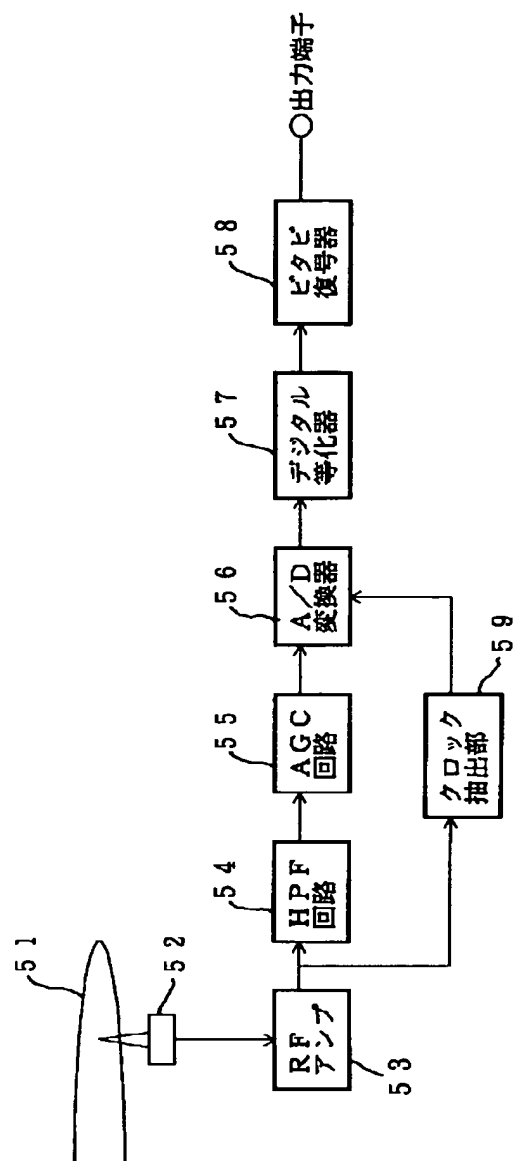 ５１
５２
ＲＦ
アンプ
５３
ＨＰＦ
回路
５４
ＡＧＣ
回路
５５
Ａ／Ｄ
変換器
５６
デジタル
等化器
５７
ビタビ
復号器
５８
出力端子
クロック
抽出部
５９